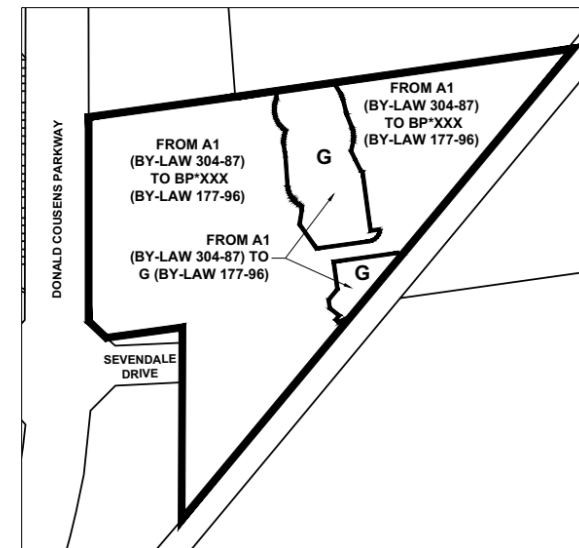 DONALD COUSENS PARKWAY
FROM A1
(BY-LAW 304-87)
TO BP*XXX
(BY-LAW 177-96)
G
FROM A1
(BY-LAW 304-87)
TO BP*XXX
(BY-LAW 177-96)
FROM A1
(BY-LAW 304-87) TO
G (BY-LAW 177-96)
G
SEVENDALE
DRIVE